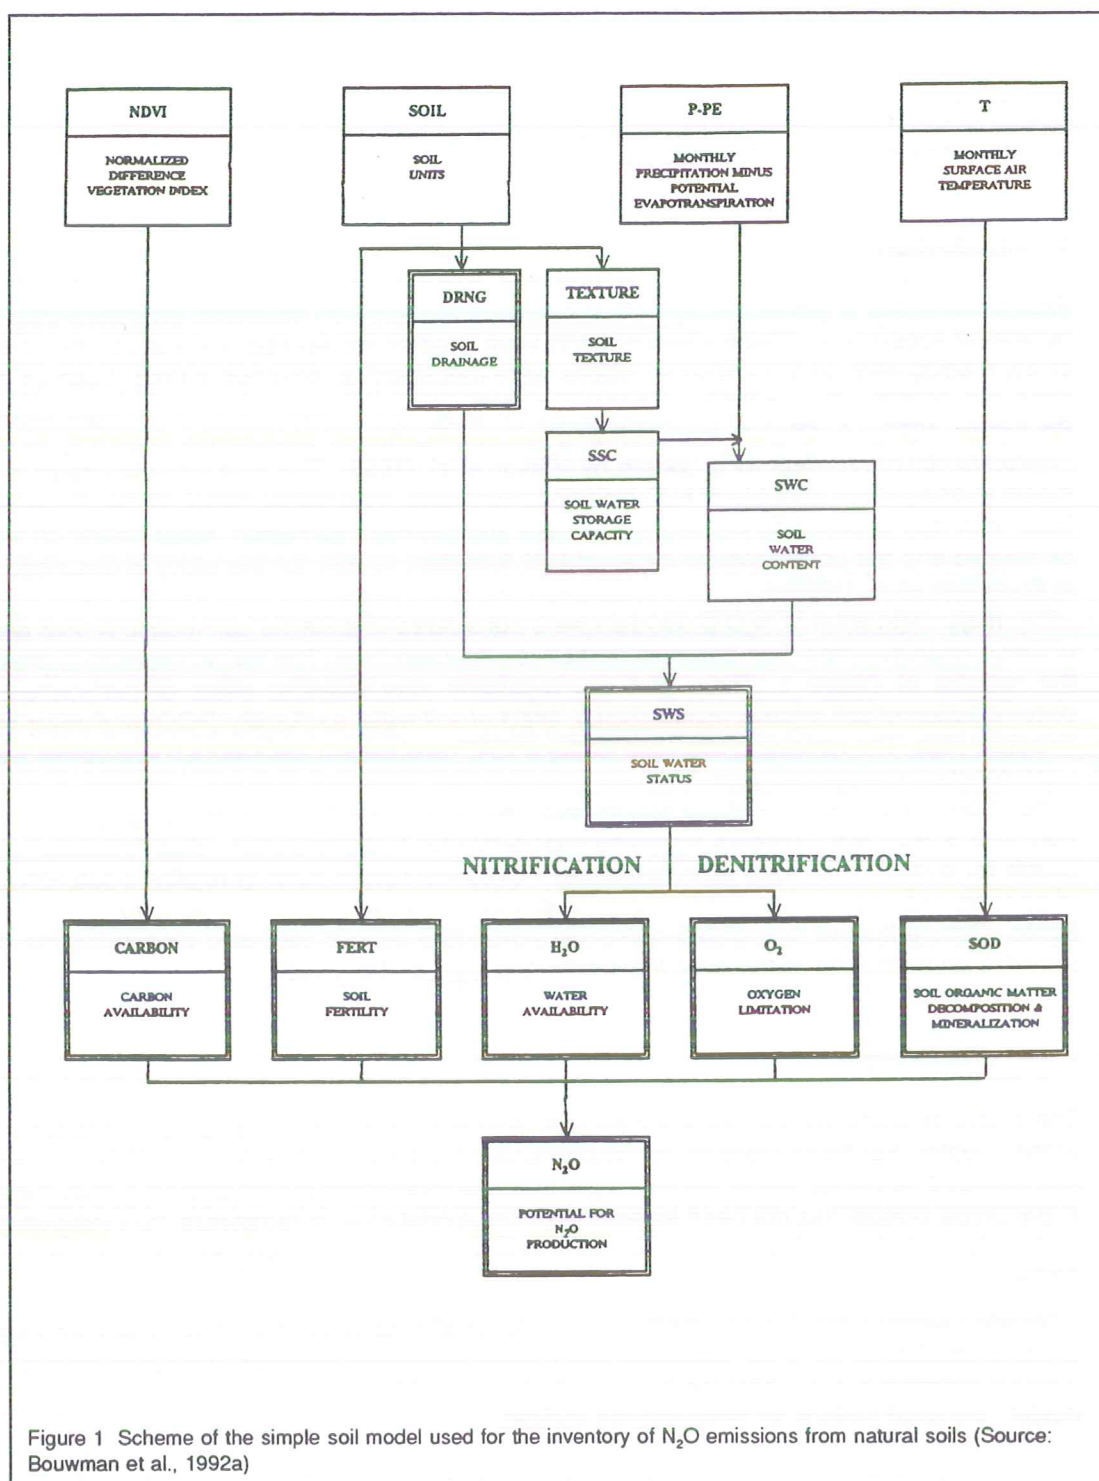 NDVI
NORMALIZED
DIFFERENCE
VEGETATION INDEX
SOIL
SOIL
UNITS
P-PE
MONTHLY
PRECIPITATION MINUS
POTENTIAL
EVAPOTRANSPIRATION
T
MONTHLY
SURFACE AIR
TEMPERATURE
DRNG
SOIL
DRAINAGE
TEXTURE
SOIL
TEXTURE
SSC
SOIL WATER
STORAGE
CAPACITY
SWC
SOIL
WATER
CONTENT
SWS
SOIL WATER
STATUS
NITRIFICATION
DENITRIFICATION
CARBON
CARBON
AVAILABILITY
FERT
SOIL
FERTILITY
H₂O
WATER
AVAILABILITY
O₂
OXYGEN
LIMITATION
SOD
SOIL ORGANIC MATTER
DECOMPOSITION &
MINERALIZATION
N₂O
POTENTIAL FOR
N₂O
PRODUCTION
Figure 1 Scheme of the simple soil model used for the inventory of N₂O emissions from natural soils (Source:
Bouwman et al., 1992a)